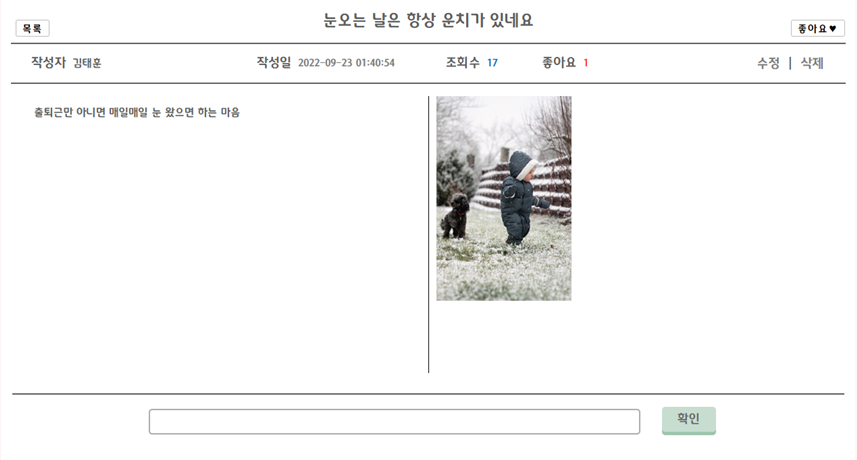 눈오는 날은 항상 운치가 있네요
목록
좋아요♥
작성자 김태훈 작성일 2022-09-23 01:40:54 조회수 17 좋아요 1 수정 | 삭제
출퇴근만 아니면 매일매일 눈 왔으면 하는 마음
확인